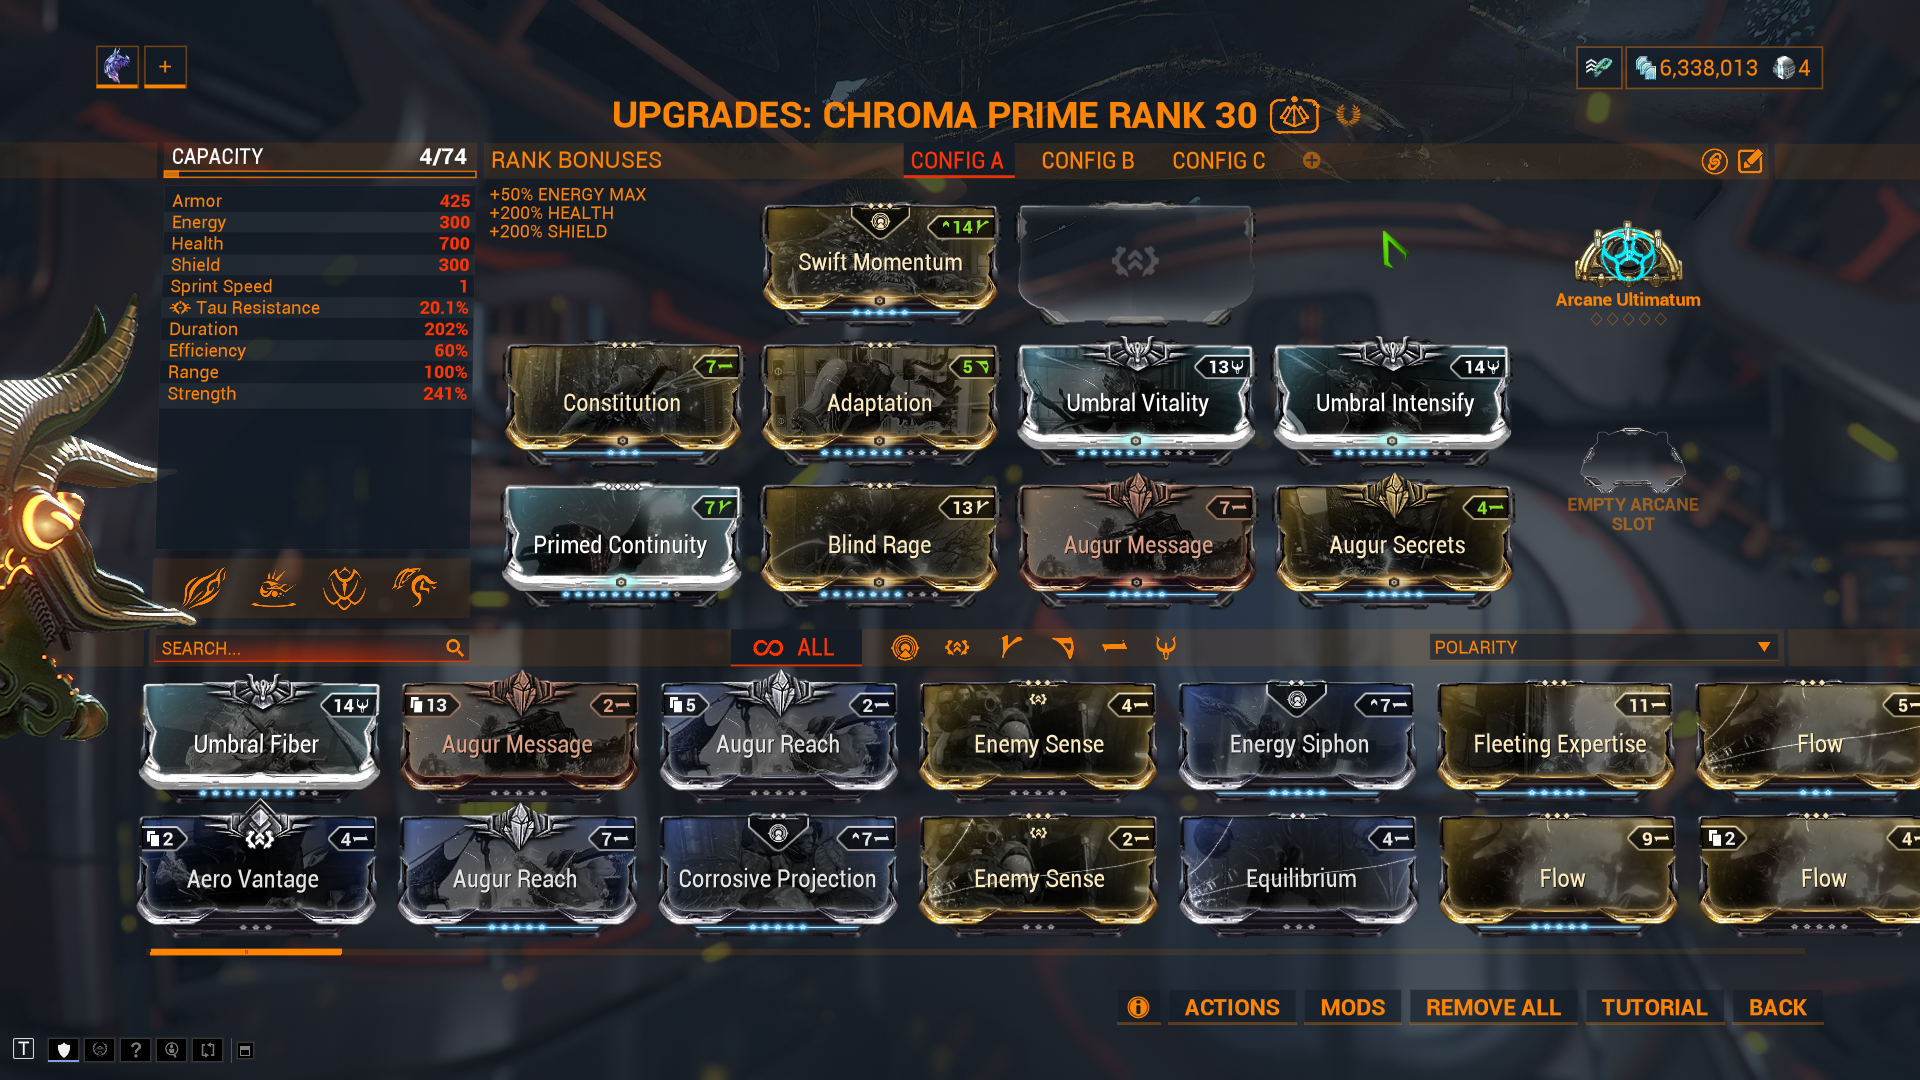 +
6,338,013
4
UPGRADES: CHROMA PRIME RANK 30
CAPACITY 4/74
RANK BONUSES
CONFIG A
CONFIG B
CONFIG C
+50% ENERGY MAX
+200% HEALTH
+200% SHIELD
Armor 425
Energy 300
Health 700
Shield 300
Sprint Speed 1
Tau Resistance 20.1%
Duration 202%
Efficiency 60%
Range 100%
Strength 241%
14
Swift Momentum
Arcane Ultimatum
7
Constitution
5
Adaptation
13
Umbral Vitality
14
Umbral Intensify
7
Primed Continuity
13
Blind Rage
7
Augur Message
4
Augur Secrets
EMPTY ARCANE
SLOT
SEARCH...
ALL
POLARITY
14
Umbral Fiber
13 2
Augur Message
5 2
Augur Reach
4
Enemy Sense
7
Energy Siphon
11
Fleeting Expertise
5
Flow
2 4
Aero Vantage
7
Augur Reach
7
Corrosive Projection
2
Enemy Sense
4
Equilibrium
9
Flow
2 4
Flow
ACTIONS
MODS
REMOVE ALL
TUTORIAL
BACK
T
?